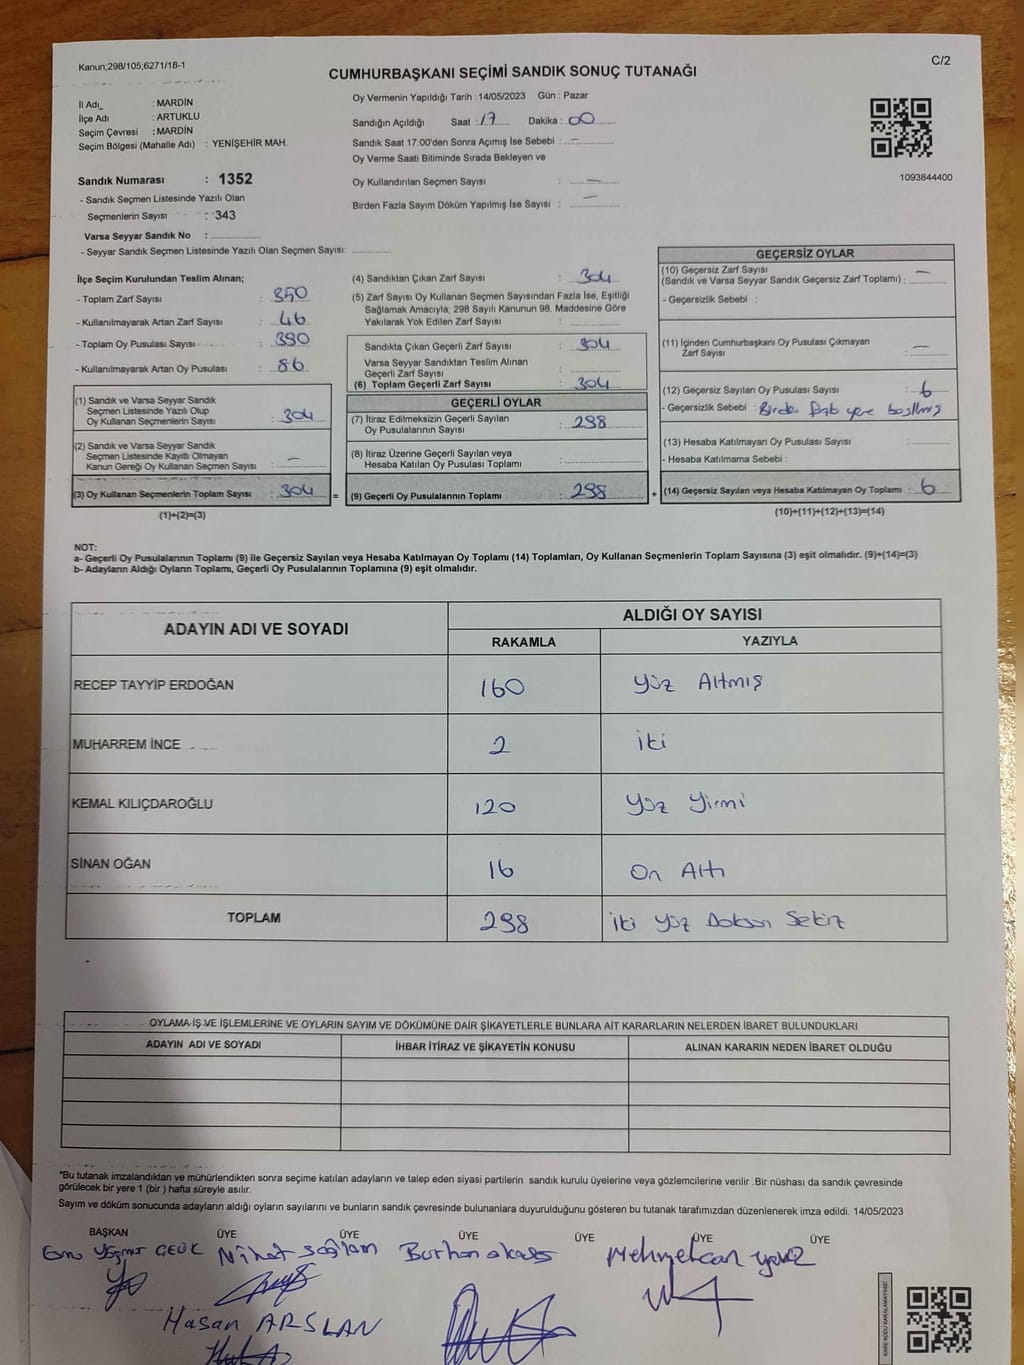 Kanun;298/105;6271/18-1
C/2
CUMHURBAŞKANI SEÇİMİ SANDIK SONUÇ TUTANAĞI
İl Adı : MARDİN
İlçe Adı : ARTUKLU
Seçim Çevresi : MARDİN
Seçim Bölgesi (Mahalle Adı) : YENİŞEHİR MAH.
Sandık Numarası : 1352
- Sandık Seçmen Listesinde Yazılı Olan
Seçmenlerin Sayısı : 343
Varsa Seyyar Sandık No :
- Seyyar Sandık Seçmen Listesinde Yazılı Olan Seçmen Sayısı:
Oy Vermenin Yapıldığı Tarih : 14/05/2023 Gün : Pazar
Sandığın Açıldığı Saat : 17 Dakika : 00
Sandık Saat 17:00'den Sonra Açımış İse Sebebi : —
Oy Verme Saati Bitiminde Sırada Bekleyen ve
Oy Kullandırılan Seçmen Sayısı : —
Birden Fazla Sayım Döküm Yapılmış İse Sayısı : —
1093844400
İlçe Seçim Kurulundan Teslim Alınan;
- Toplam Zarf Sayısı : 350
- Kullanılmayarak Artan Zarf Sayısı : 46
- Toplam Oy Pusulası Sayısı : 390
- Kullanılmayarak Artan Oy Pusulası : 86
(1) Sandık ve Varsa Seyyar Sandık
Seçmen Listesinde Yazılı Olup
Oy Kullanan Seçmenlerin Sayısı : 304
(2) Sandık ve Varsa Seyyar Sandık
Seçmen Listesinde Kayıtlı Olmayan
Kanun Gereği Oy Kullanan Seçmen Sayısı : —
(3) Oy Kullanan Seçmenlerin Toplam Sayısı : 304 =
(1)+(2)=(3)
(4) Sandıktan Çıkan Zarf Sayısı : 304
(5) Zarf Sayısı Oy Kullanan Seçmen Sayısından Fazla İse, Eşitliği
Sağlamak Amacıyla; 298 Sayılı Kanunun 98. Maddesine Göre
Yakılarak Yok Edilen Zarf Sayısı :
Sandıkta Çıkan Geçerli Zarf Sayısı : 304
Varsa Seyyar Sandıktan Teslim Alınan
Geçerli Zarf Sayısı :
(6) Toplam Geçerli Zarf Sayısı : 304
GEÇERLİ OYLAR
(7) İtiraz Edilmeksizin Geçerli Sayılan
Oy Pusulalarının Sayısı : 298
(8) İtiraz Üzerine Geçerli Sayılan veya
Hesaba Katılan Oy Pusulası Toplamı :
(9) Geçerli Oy Pusulalarının Toplamı : 298 +
GEÇERSİZ OYLAR
(10) Geçersiz Zarf Sayısı
(Sandık ve Varsa Seyyar Sandık Geçersiz Zarf Toplamı) : —
- Geçersizlik Sebebi :
(11) İçinden Cumhurbaşkanı Oy Pusulası Çıkmayan
Zarf Sayısı : —
(12) Geçersiz Sayılan Oy Pusulası Sayısı : 6
- Geçersizlik Sebebi : Birden
(13) Hesaba Katılmayan Oy Pusulası Sayısı :
- Hesaba Katılmama Sebebi :
(14) Geçersiz Sayılan veya Hesaba Katılmayan Oy Toplamı : 6
(10)+(11)+(12)+(13)=(14)
NOT:
a- Geçerli Oy Pusulalarının Toplamı (9) ile Geçersiz Sayılan veya Hesaba Katılmayan Oy Toplamı (14) Toplamları, Oy Kullanan Seçmenlerin Toplam Sayısına (3) eşit olmalıdır. (9)+(14)=(3)
b- Adayların Aldığı Oyların Toplamı, Geçerli Oy Pusulalarının Toplamına (9) eşit olmalıdır.
ADAYIN ADI VE SOYADI
ALDIĞI OY SAYISI
RAKAMLA YAZIYLA
RECEP TAYYİP ERDOĞAN 160 Yüz Altmış
MUHARREM İNCE 2 İki
KEMAL KILIÇDAROĞLU 120 Yüz Yirmi
SİNAN OĞAN 16 On Altı
TOPLAM 298 İki Yüz Doksan Sekiz
OYLAMA İŞ VE İŞLEMLERİNE VE OYLARIN SAYIM VE DÖKÜMÜNE DAİR ŞİKAYETLERLE BUNLARA AİT KARARLARIN NELERDEN İBARET BULUNDUKLARI
ADAYIN ADI VE SOYADI İHBAR İTİRAZ VE ŞİKAYETİN KONUSU ALINAN KARARIN NEDEN İBARET OLDUĞU
*Bu tutanak imzalandıktan ve mühürlendikten sonra seçime katılan adayların ve talep eden siyasi partilerin sandık kurulu üyelerine veya gözlemcilerine verilir .Bir nüshası da sandık çevresinde
görülecek bir yere 1 (bir ) hafta süreyle asılır.
Sayım ve döküm sonucunda adayların aldığı oyların sayılarını ve bunların sandık çevresinde bulunanlara duyurulduğunu gösteren bu tutanak tarafımızdan düzenlenerek imza edildi. 14/05/2023
BAŞKAN ÜYE ÜYE ÜYE ÜYE ÜYE ÜYE
Nihat Sağlam Burhan Mehmetcan
Hasan ARSLAN
KARE KODU KARALAMAYINIZ!